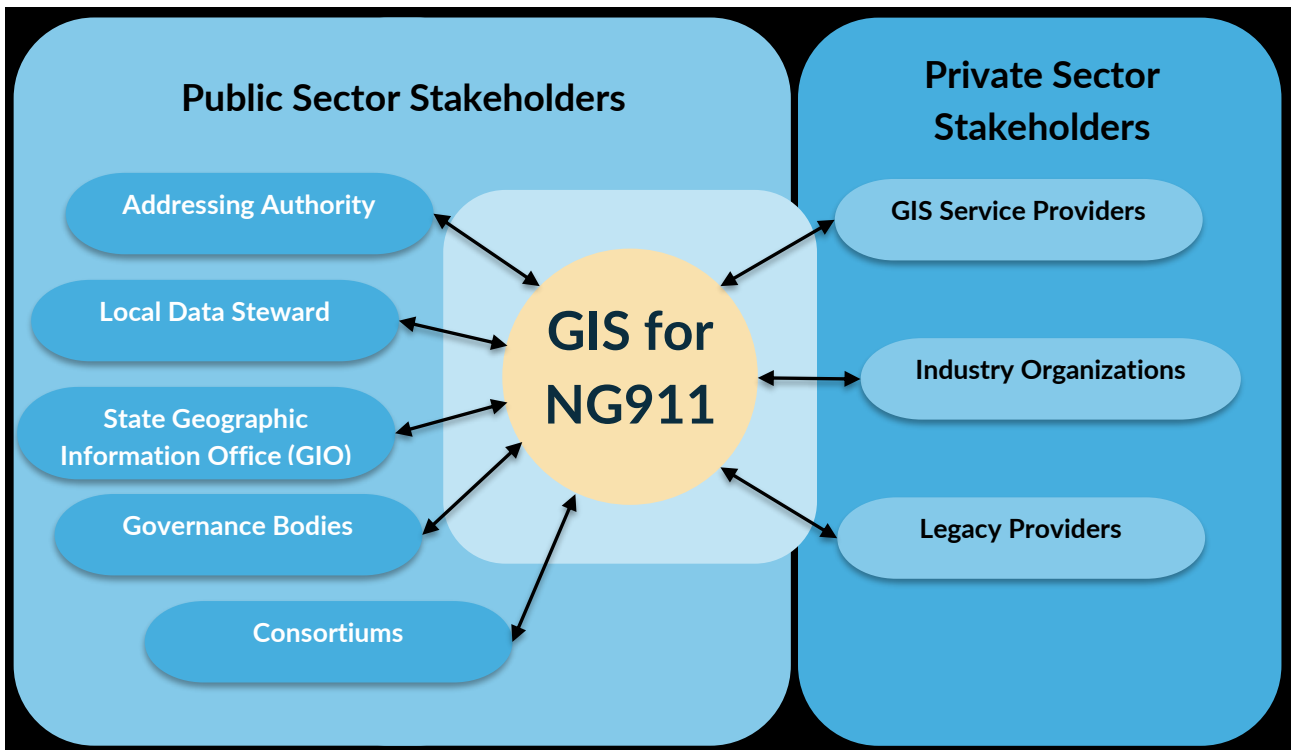 Public Sector Stakeholders
Addressing Authority
Local Data Steward
State Geographic
Information Office (GIO)
Governance Bodies
Consortiums
GIS for
NG911
Private Sector
Stakeholders
GIS Service Providers
Industry Organizations
Legacy Providers